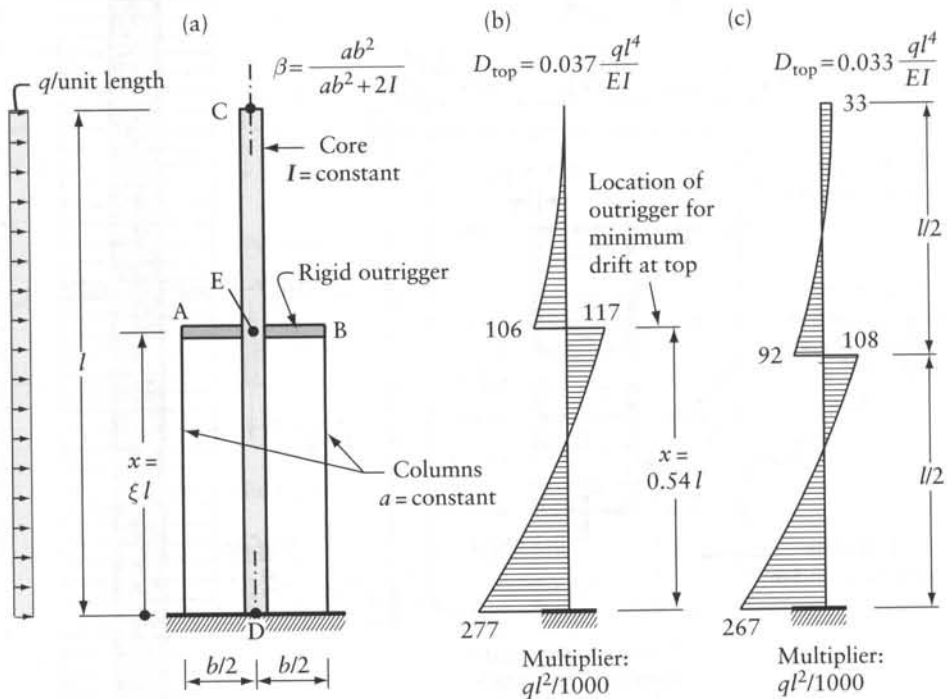 (a)
q/unit length
β = ab² / (ab² + 2I)
C
Core
I = constant
E
Rigid outrigger
A
B
l
x =
ξ l
Columns
a = constant
D
b/2
b/2
(b)
D_top = 0.037 ql⁴/EI
Location of
outrigger for
minimum
drift at top
106
117
x =
0.54 l
277
Multiplier:
ql²/1000
(c)
D_top = 0.033 ql⁴/EI
33
l/2
92
108
l/2
267
Multiplier:
ql²/1000